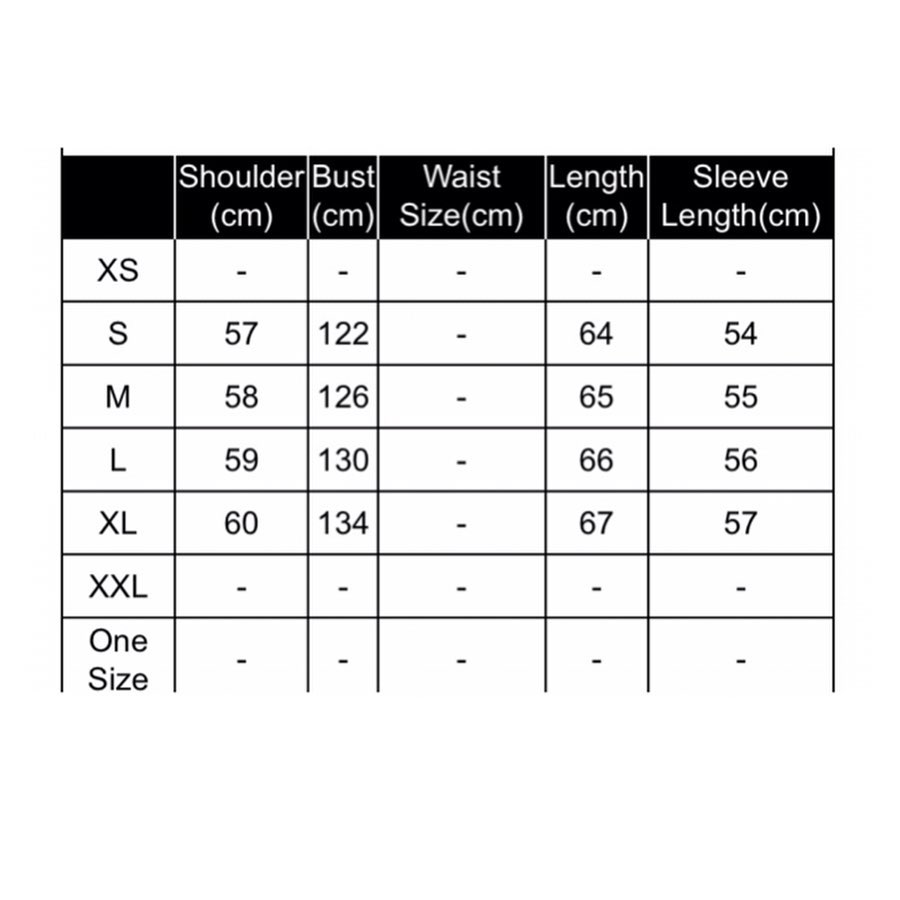 Shoulder (cm) Bust (cm) Waist Size(cm) Length (cm) Sleeve Length(cm)
XS - - - - -
S 57 122 - 64 54
M 58 126 - 65 55
L 59 130 - 66 56
XL 60 134 - 67 57
XXL - - - - -
One Size - - - - -